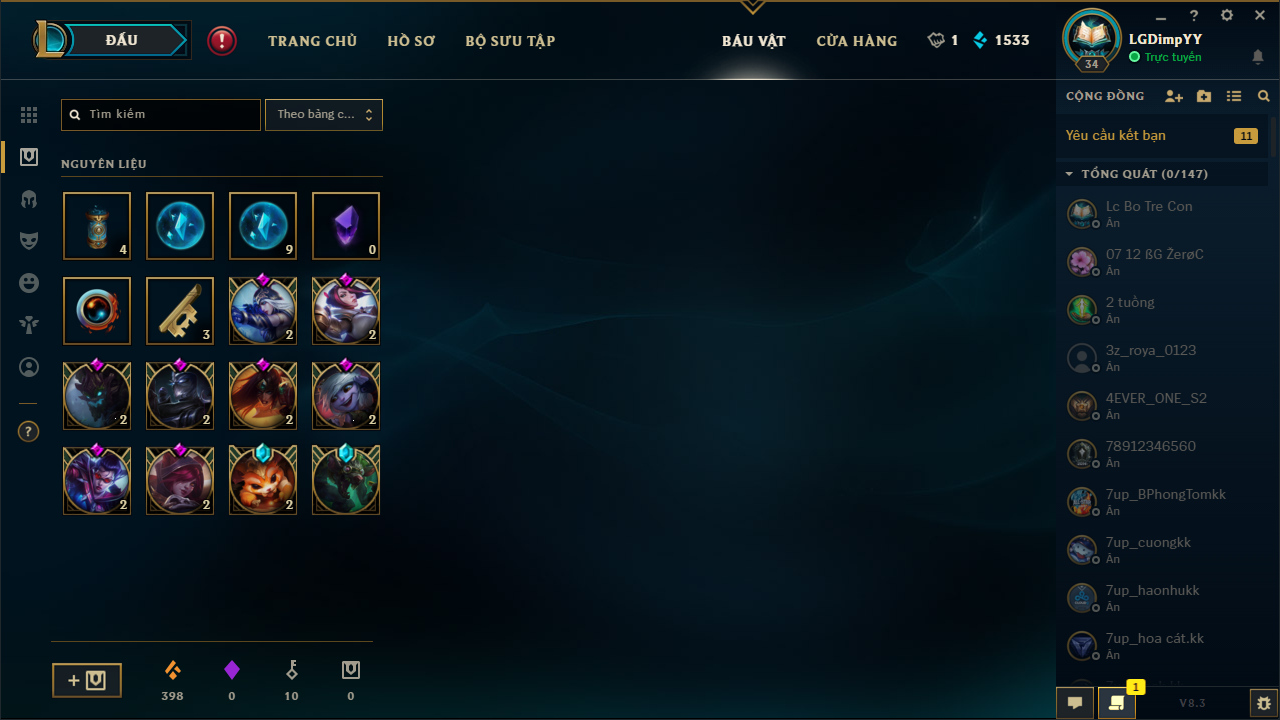 ĐẤU
TRANG CHỦ
HỒ SƠ
BỘ SƯU TẬP
BÁU VẬT
CỬA HÀNG
1
1533
?
34
LGDimpYY
Trực tuyến
CỘNG ĐỒNG
Yêu cầu kết bạn
11
TỔNG QUÁT (0/147)
Lc Bo Tre Con
Ẩn
07 12 ßG ŻerøC
Ẩn
2 tuồng
Ẩn
3z_roya_0123
Ẩn
4EVER_ONE_S2
Ẩn
78912346560
Ẩn
7up_BPhongTomkk
Ẩn
7up_cuongkk
Ẩn
7up_haonhukk
Ẩn
7up_hoa cát.kk
Ẩn
1
V8.3
Tìm kiếm
Theo bảng c...
NGUYÊN LIỆU
4
9
0
3
2
2
2
2
2
2
2
2
2
?
398
0
10
0